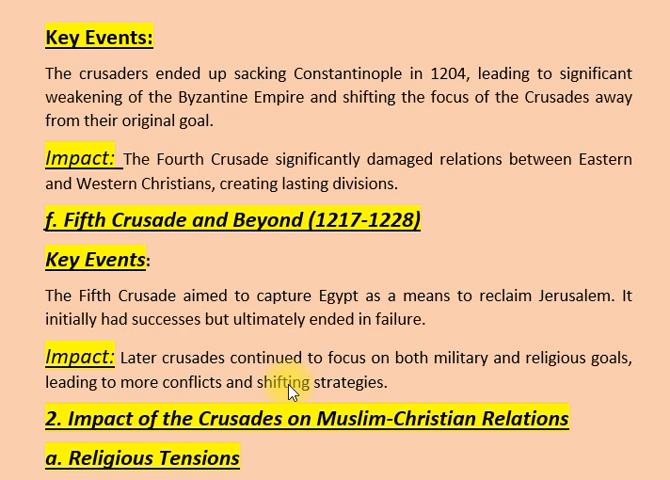 Key Events:
The crusaders ended up sacking Constantinople in 1204, leading to significant
weakening of the Byzantine Empire and shifting the focus of the Crusades away
from their original goal.
Impact: The Fourth Crusade significantly damaged relations between Eastern
and Western Christians, creating lasting divisions.
f. Fifth Crusade and Beyond (1217-1228)
Key Events:
The Fifth Crusade aimed to capture Egypt as a means to reclaim Jerusalem. It
initially had successes but ultimately ended in failure.
Impact: Later crusades continued to focus on both military and religious goals,
leading to more conflicts and shifting strategies.
2. Impact of the Crusades on Muslim-Christian Relations
a. Religious Tensions